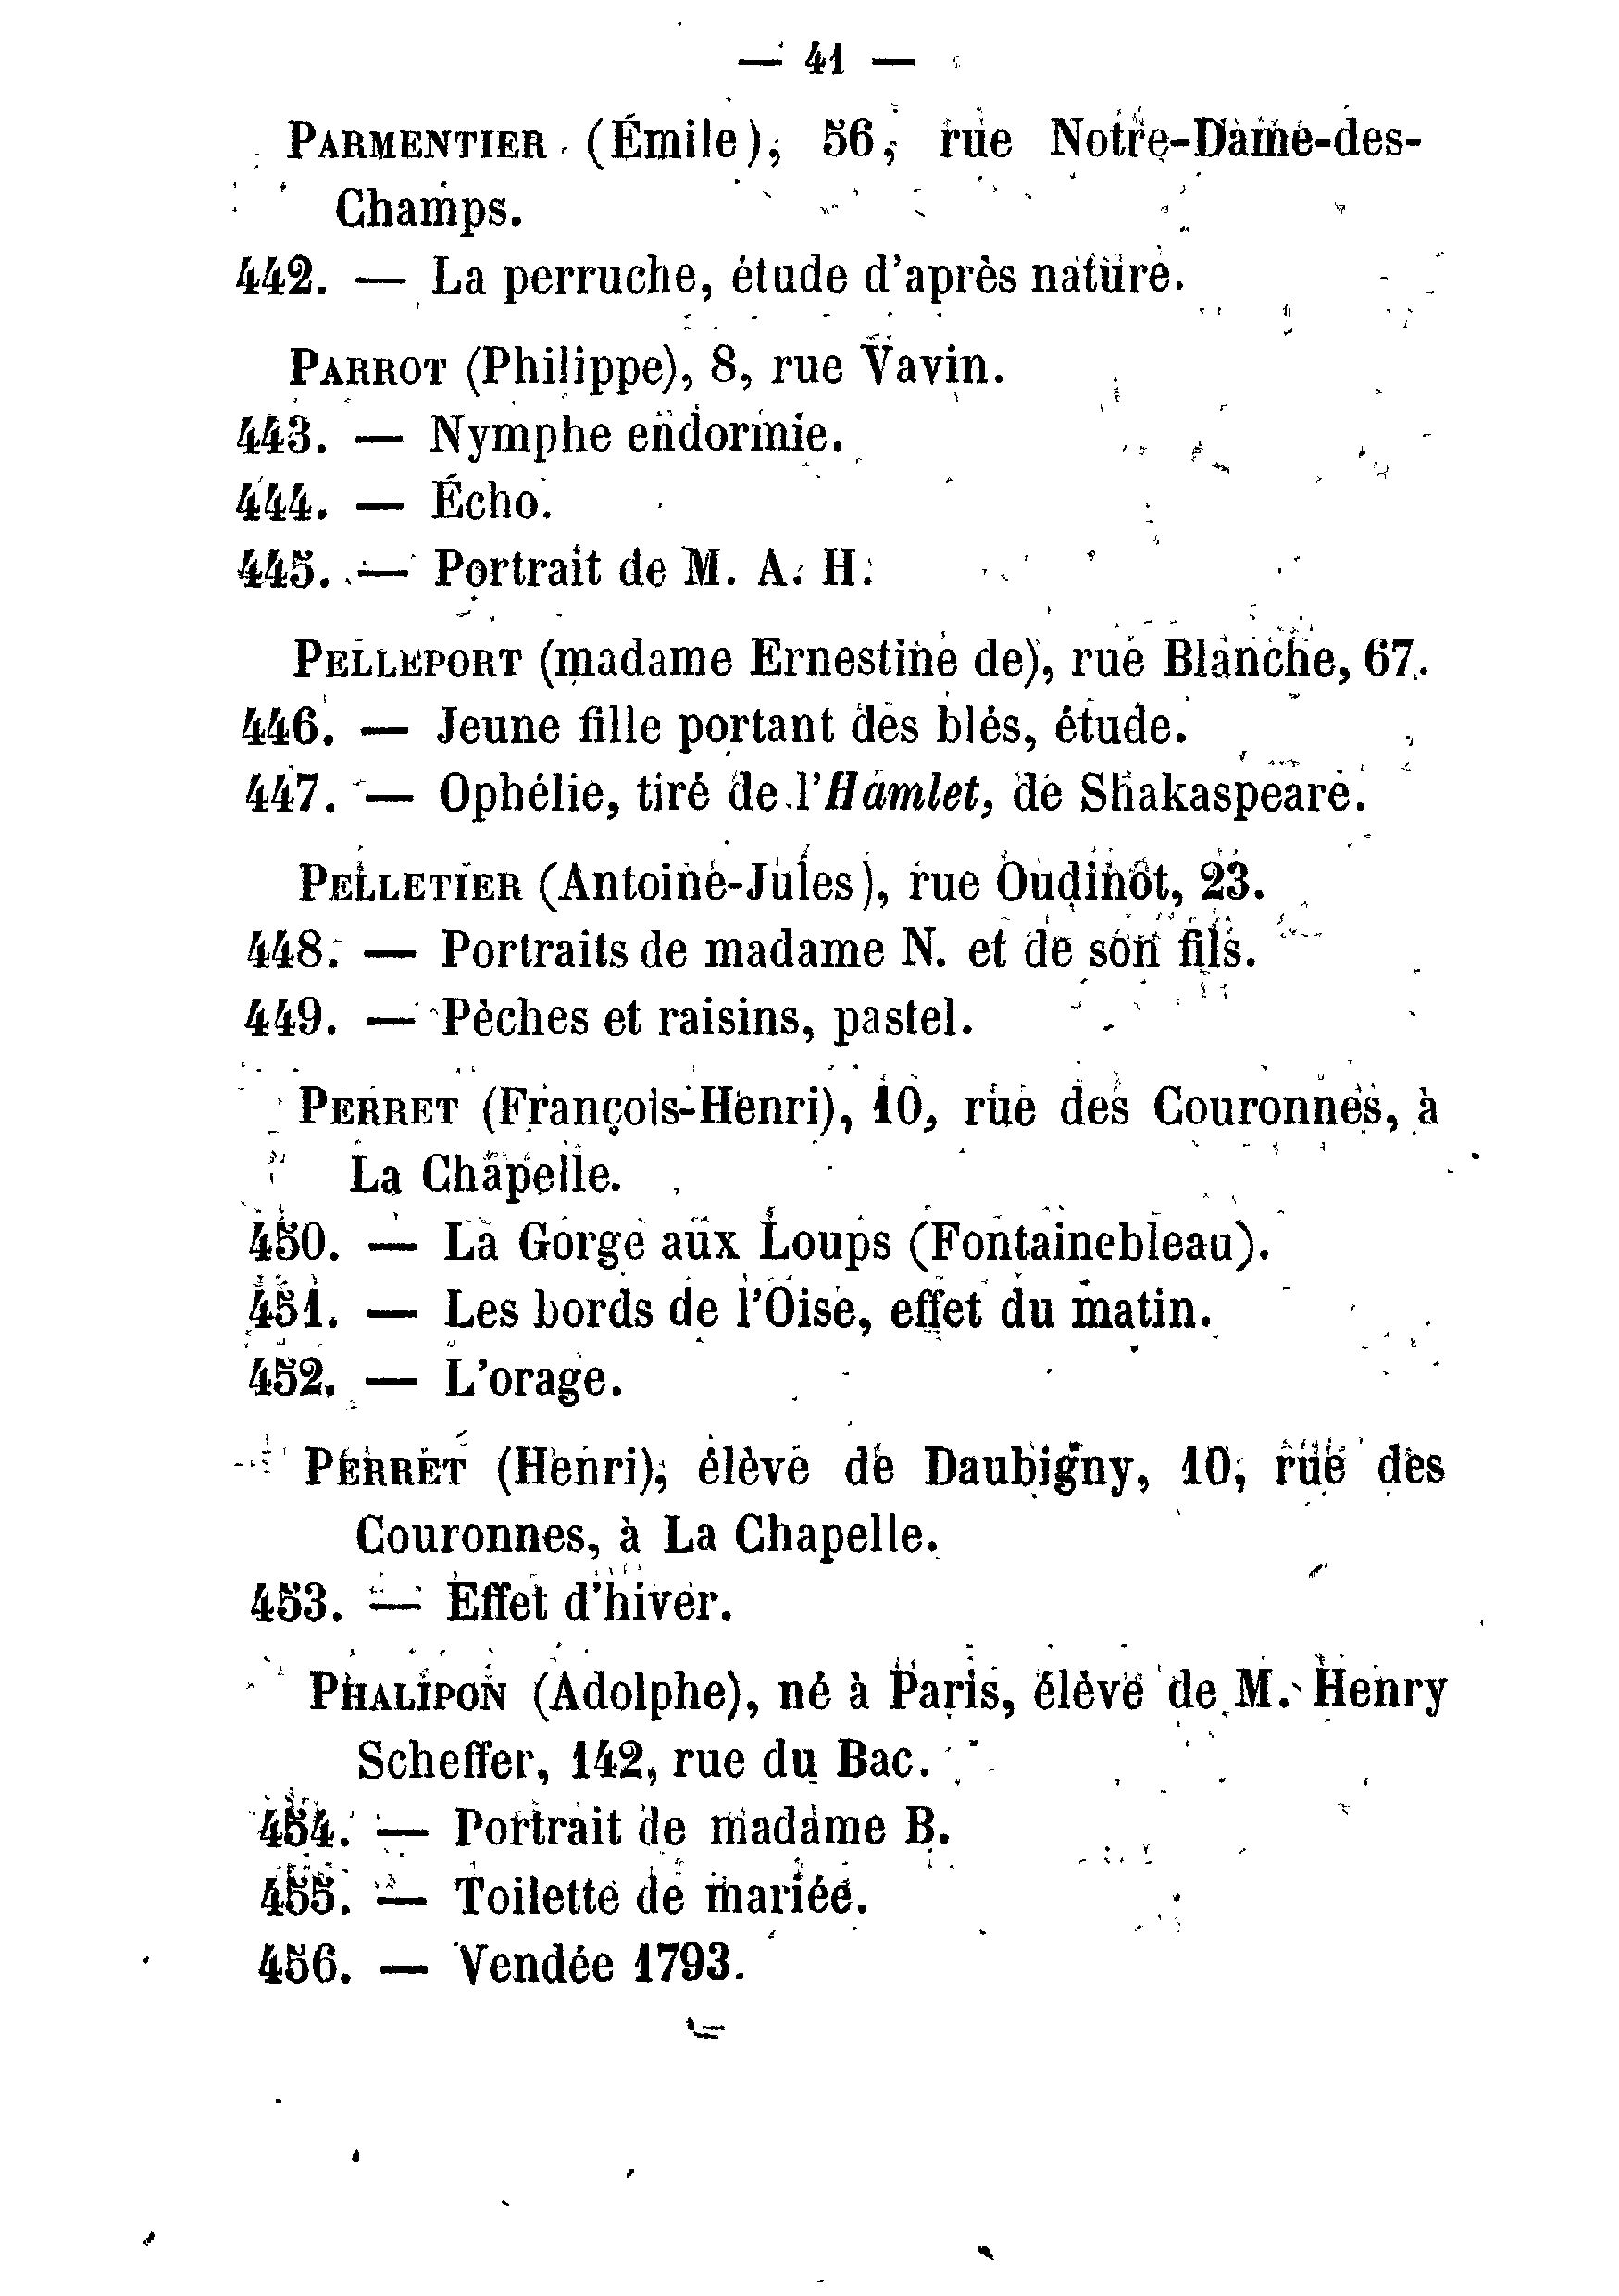 — 41 —
PARMENTIER (Émile), 56, rue Notre-Dame-des-
Champs.
442. — La perruche, étude d'après nature.
PARROT (Philippe), 8, rue Vavin.
443. — Nymphe endormie.
444. — Écho.
445. — Portrait de M. A. H.
PELLEPORT (madame Ernestine de), rue Blanche, 67.
446. — Jeune fille portant des blés, étude.
447. — Ophélie, tiré de l'Hamlet, de Shakaspeare.
PELLETIER (Antoine-Jules), rue Oudinot, 23.
448. — Portraits de madame N. et de son fils.
449. — Pèches et raisins, pastel.
PERRET (François-Henri), 10, rue des Couronnes, à
La Chapelle.
450. — La Gorge aux Loups (Fontainebleau).
451. — Les bords de l'Oise, effet du matin.
452. — L'orage.
PERRET (Henri), élève de Daubigny, 10, rue des
Couronnes, à La Chapelle.
453. — Effet d'hiver.
PHALIPON (Adolphe), né à Paris, élève de M. Henry
Scheffer, 142, rue du Bac.
454. — Portrait de madame B.
455. — Toilette de mariée.
456. — Vendée 1793.